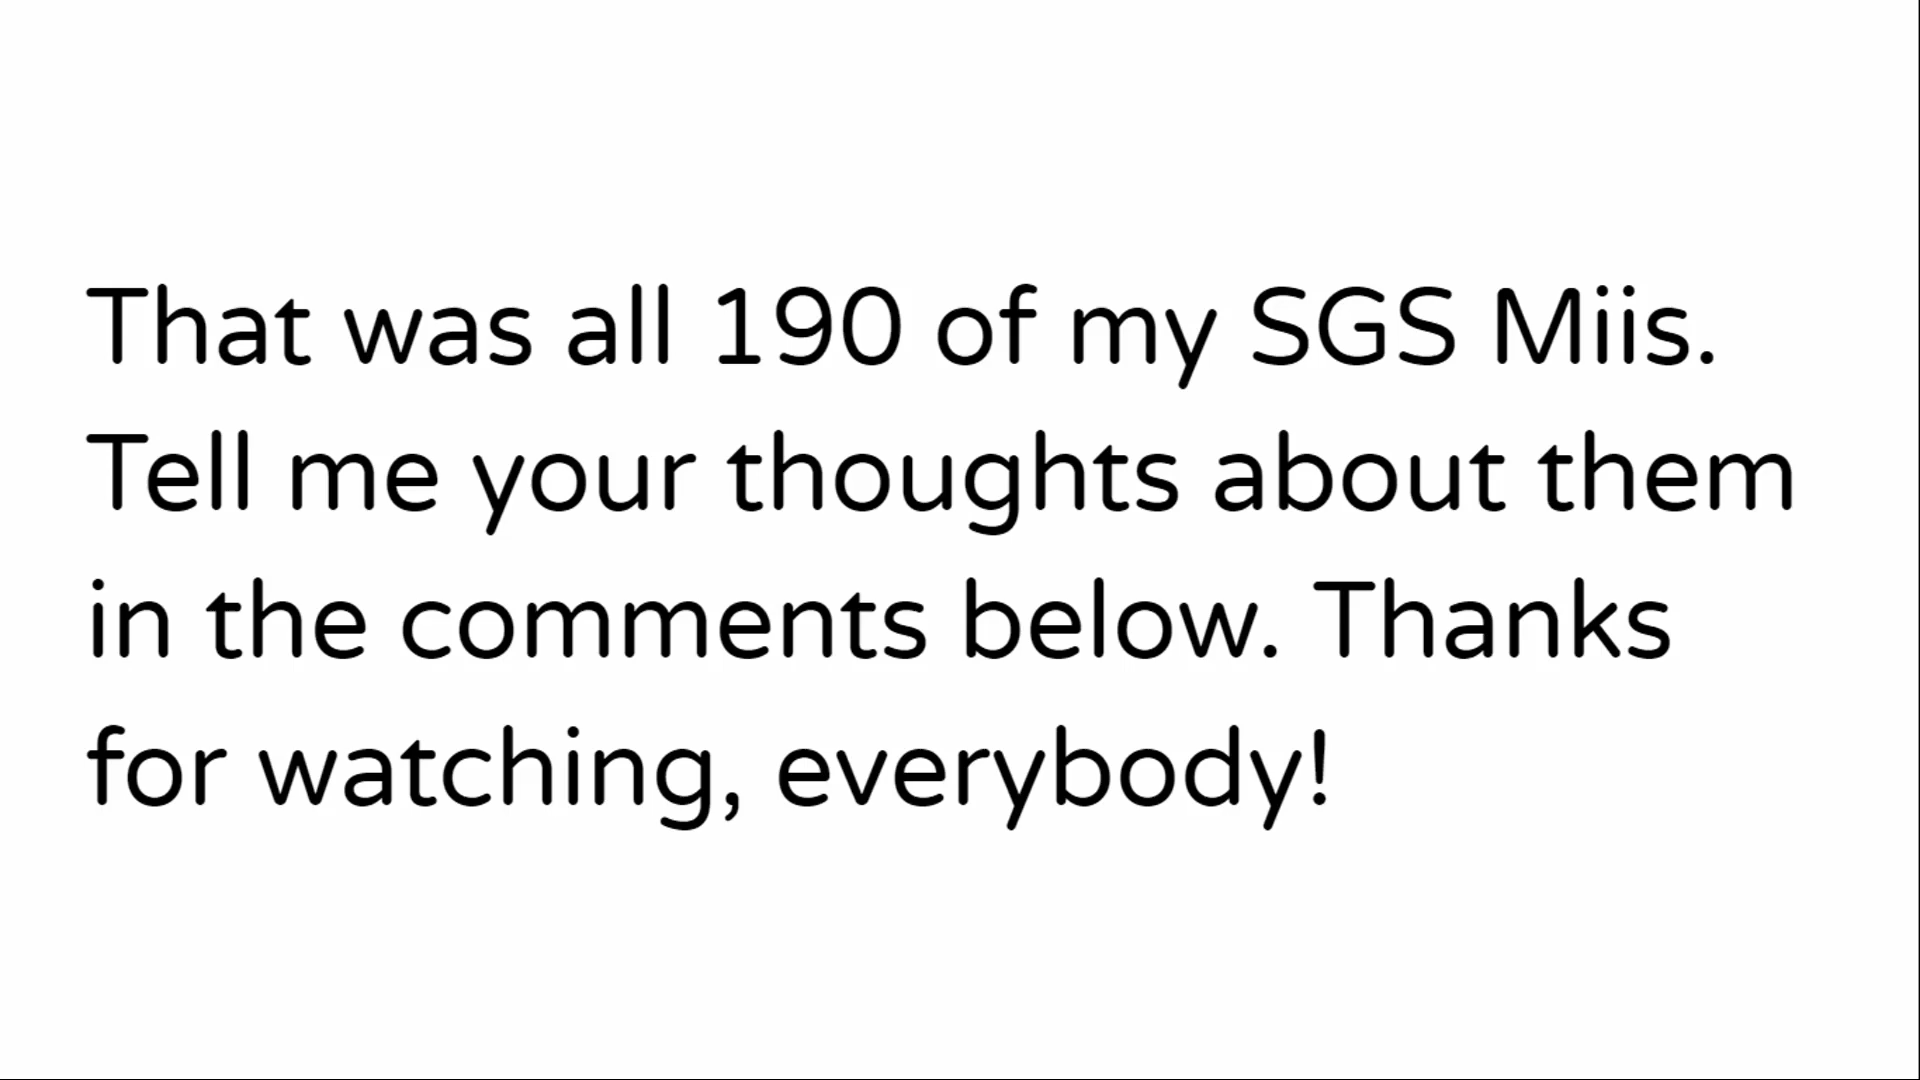 That was all 190 of my SGS Miis.
Tell me your thoughts about them
in the comments below. Thanks
for watching, everybody!